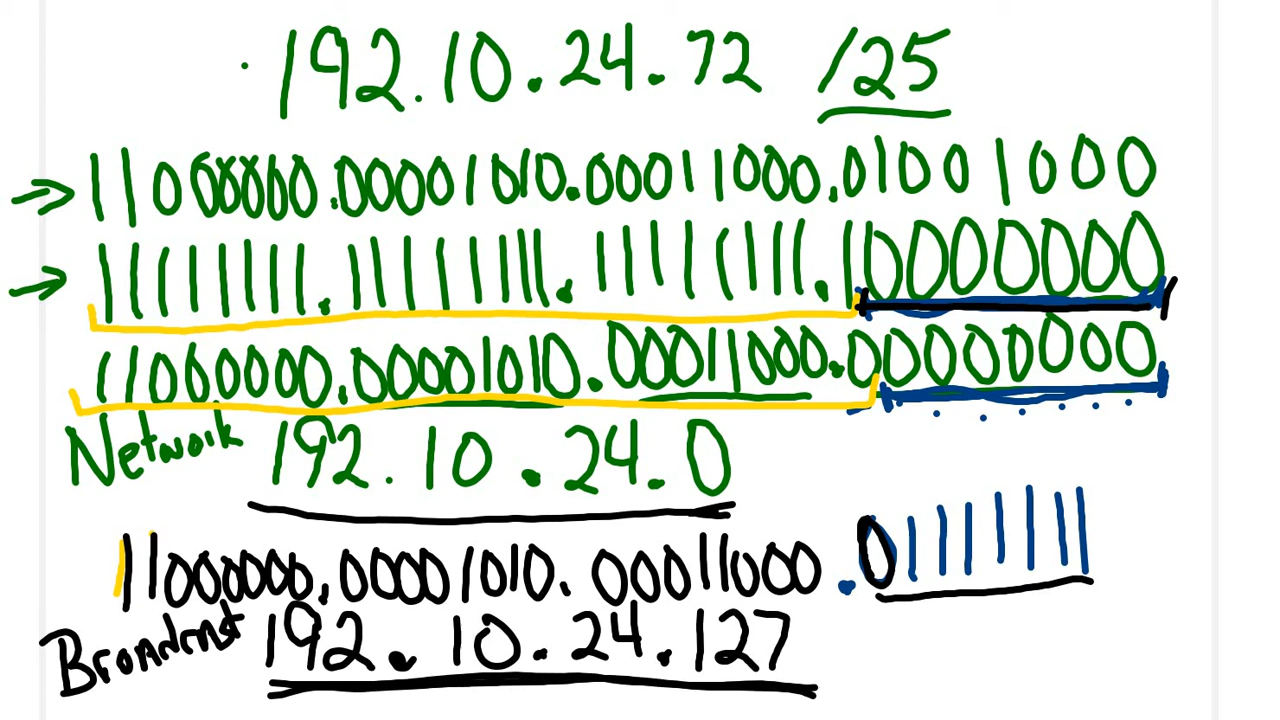 192.10.24.72 /25
→ 11000000.00001010.00011000.01001000
→ 11111111.11111111.11111111.10000000
11000000.00001010.00011000.00000000
Network 192.10.24.0
11000000.00001010.00011000.01111111
Broadcast 192.10.24.127